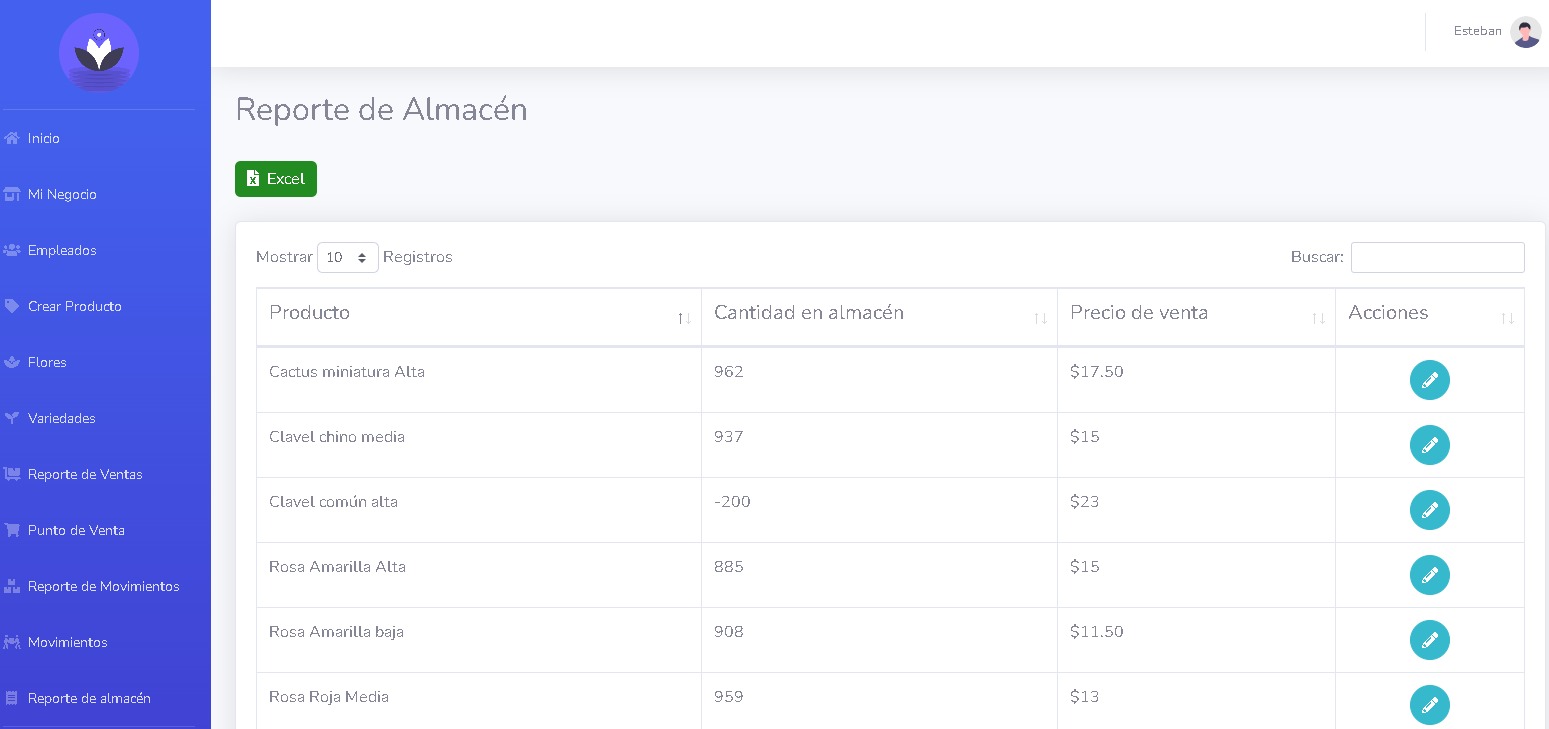 Esteban
Inicio
Mi Negocio
Empleados
Crear Producto
Flores
Variedades
Reporte de Ventas
Punto de Venta
Reporte de Movimientos
Movimientos
Reporte de almacén
Reporte de Almacén
Excel
Mostrar 10 Registros Buscar:
Producto Cantidad en almacén Precio de venta Acciones
Cactus miniatura Alta 962 $17.50
Clavel chino media 937 $15
Clavel común alta -200 $23
Rosa Amarilla Alta 885 $15
Rosa Amarilla baja 908 $11.50
Rosa Roja Media 959 $13